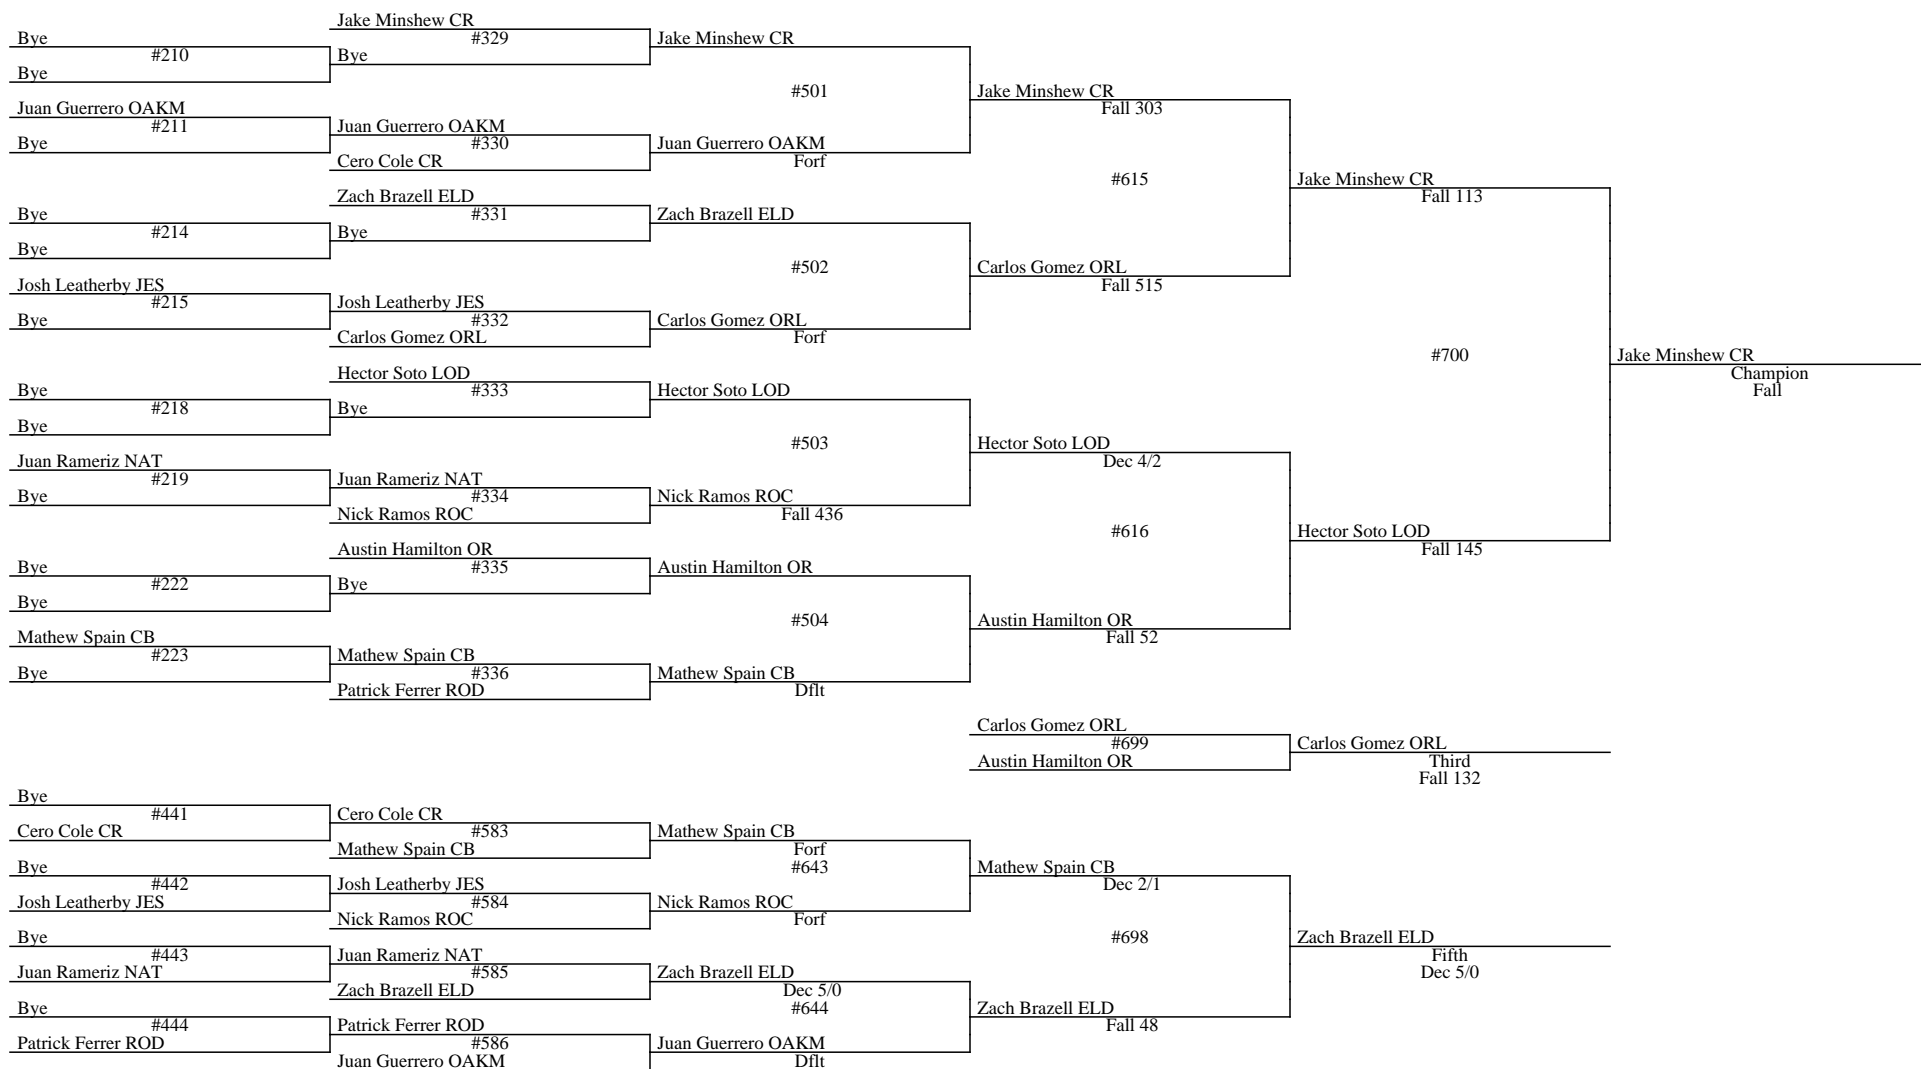 Jake Minshew CR
Bye #329 Jake Minshew CR
#210 Bye
Bye
#501 Jake Minshew CR
Juan Guerrero OAKM Fall 303
#211 Juan Guerrero OAKM
Bye #330 Juan Guerrero OAKM
Cero Cole CR Forf
#615 Jake Minshew CR
Zach Brazell ELD Fall 113
Bye #331 Zach Brazell ELD
#214 Bye
Bye
#502 Carlos Gomez ORL
Josh Leatherby JES Fall 515
#215 Josh Leatherby JES
Bye #332 Carlos Gomez ORL
Carlos Gomez ORL Forf
#700 Jake Minshew CR
Hector Soto LOD Champion
Bye #333 Hector Soto LOD Fall
#218 Bye
Bye
#503 Hector Soto LOD
Juan Rameriz NAT Dec 4/2
#219 Juan Rameriz NAT
Bye #334 Nick Ramos ROC
Nick Ramos ROC Fall 436
#616 Hector Soto LOD
Austin Hamilton OR Fall 145
Bye #335 Austin Hamilton OR
#222 Bye
Bye
#504 Austin Hamilton OR
Mathew Spain CB Fall 52
#223 Mathew Spain CB
Bye #336 Mathew Spain CB
Patrick Ferrer ROD Dflt
Carlos Gomez ORL
#699 Carlos Gomez ORL
Austin Hamilton OR Third
Fall 132
Bye
#441 Cero Cole CR
Cero Cole CR #583 Mathew Spain CB
Mathew Spain CB Forf
Bye #643 Mathew Spain CB
#442 Josh Leatherby JES Dec 2/1
Josh Leatherby JES #584 Nick Ramos ROC
Nick Ramos ROC Forf
Bye #698 Zach Brazell ELD
#443 Juan Rameriz NAT Fifth
Juan Rameriz NAT #585 Zach Brazell ELD Dec 5/0
Zach Brazell ELD Dec 5/0
Bye #644 Zach Brazell ELD
#444 Patrick Ferrer ROD Fall 48
Patrick Ferrer ROD #586 Juan Guerrero OAKM
Juan Guerrero OAKM Dflt